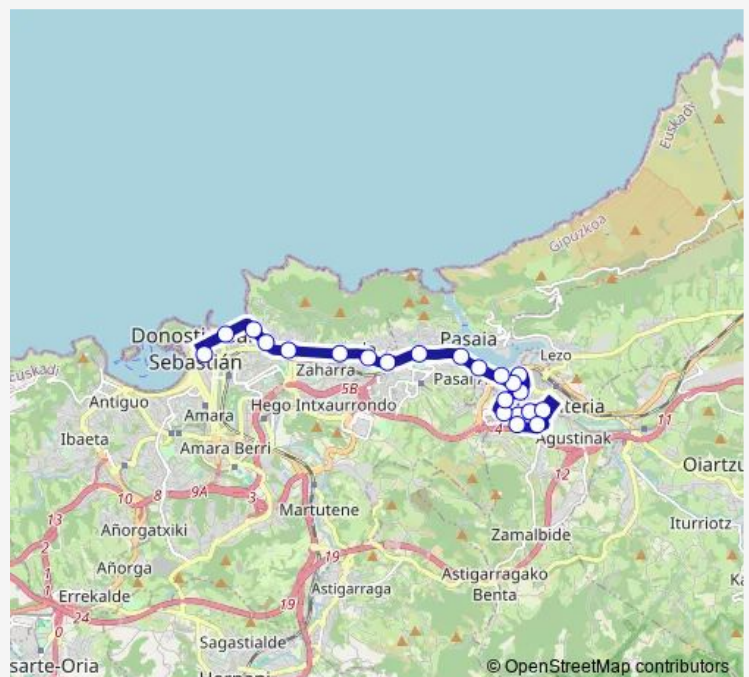 Euskady
Gipuzkoa
Donosti
Sebastián
Pasaia
Lezo
Zaharra
5B
Pasai A
Antiguo
Hego Intxaurrondo
teria
Amara
11
Ibaeta
4
Agustinak
Amara Berri
12
Oiartzu
10
8
9A
3
13
Martutene
Iturriotz
Añorgatxiki
2
Zamalbide
1
Añorga
19
Astigarragako
1
Astigarraga
Benta
Errekalde
19
24
0
Sagastialde
sarte-Oria
© OpenStreetMap contributors